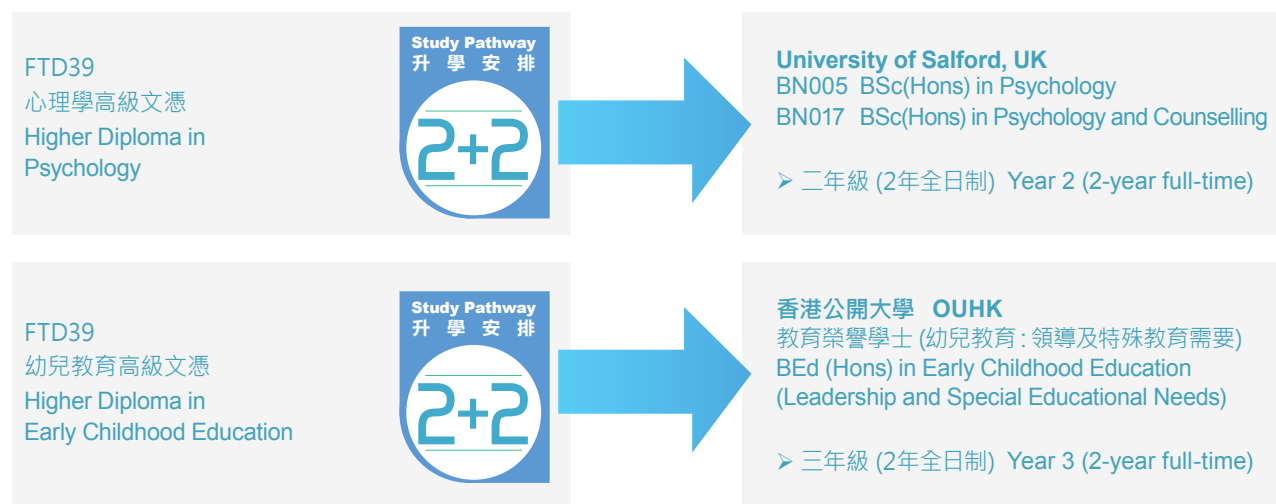 FTD39
心理學高級文憑
Higher Diploma in
Psychology
Study Pathway
升學安排
2+2
University of Salford, UK
BN005 BSc(Hons) in Psychology
BN017 BSc(Hons) in Psychology and Counselling
➢ 二年級 (2年全日制) Year 2 (2-year full-time)
FTD39
幼兒教育高級文憑
Higher Diploma in
Early Childhood Education
Study Pathway
升學安排
2+2
香港公開大學 OUHK
教育榮譽學士 (幼兒教育 : 領導及特殊教育需要)
BEd (Hons) in Early Childhood Education
(Leadership and Special Educational Needs)
➢ 三年級 (2年全日制) Year 3 (2-year full-time)